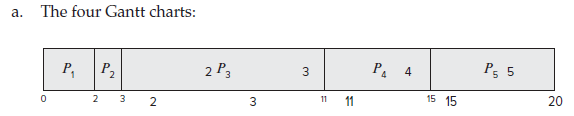 a. The four Gantt charts:
P₁ P₂ 2 P₃ 3 P₄ 4 P₅ 5
0 2 3 2 3 11 11 15 15 20